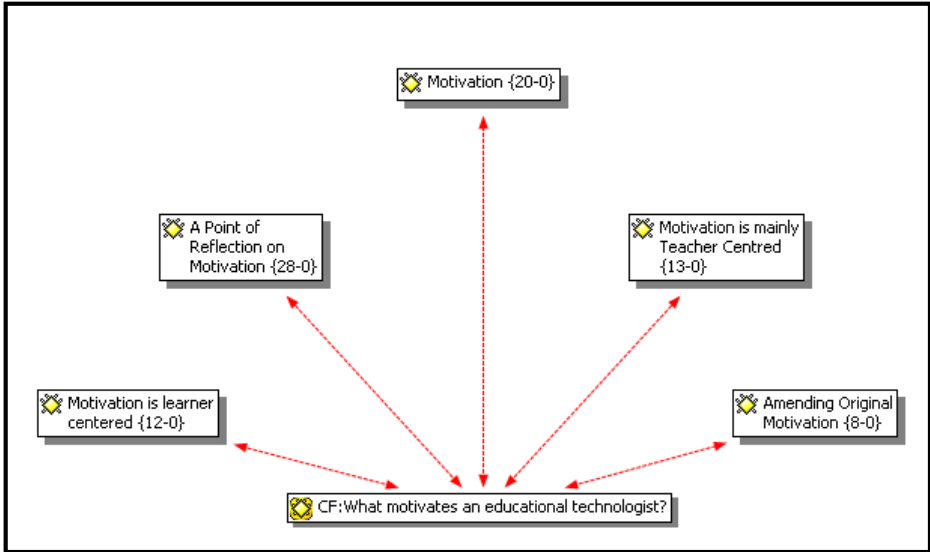 Motivation {20-0}
A Point of
Reflection on
Motivation {28-0}
Motivation is mainly
Teacher Centred
{13-0}
Motivation is learner
centered {12-0}
Amending Original
Motivation {8-0}
CF:What motivates an educational technologist?